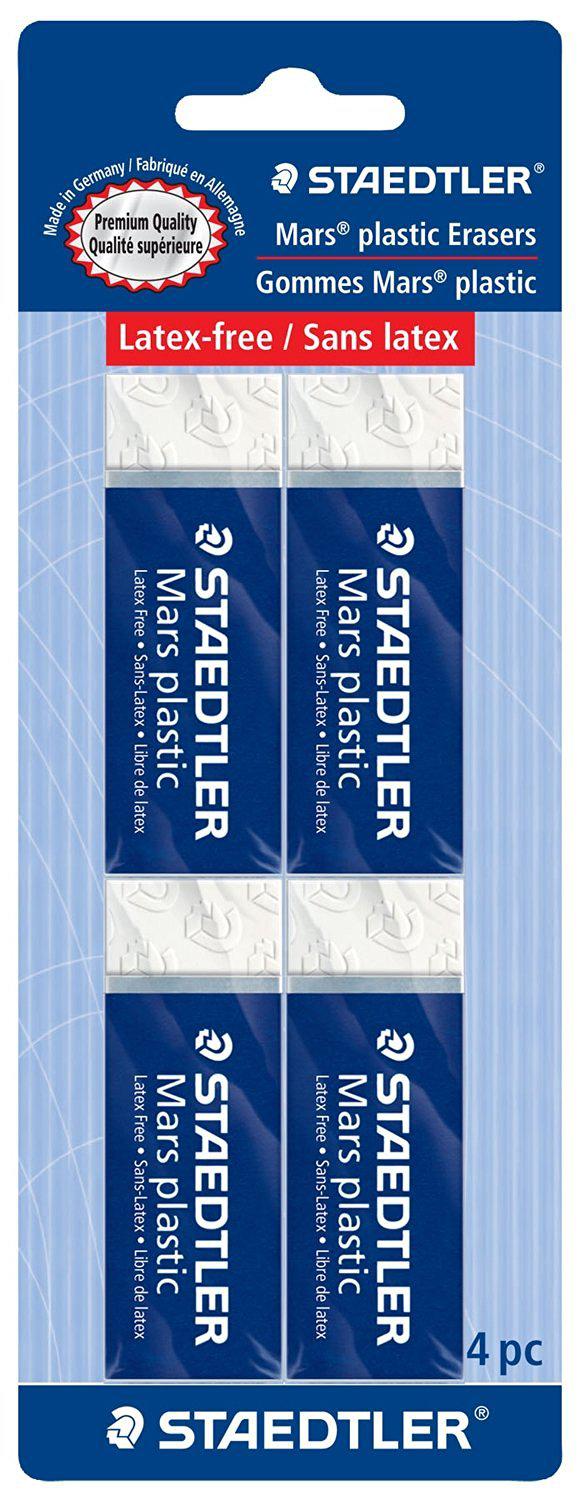 Made in Germany / Fabriqué en Allemagne
Premium Quality
Qualité supérieure
STAEDTLER®
Mars® plastic Erasers
Gommes Mars® plastic
Latex-free / Sans latex
STAEDTLER
Mars plastic
Latex Free • Sans-Latex • Libre de latex
STAEDTLER
Mars plastic
Latex Free • Sans-Latex • Libre de latex
STAEDTLER
Mars plastic
Latex Free • Sans-Latex • Libre de latex
STAEDTLER
Mars plastic
Latex Free • Sans-Latex • Libre de latex
4 pc
STAEDTLER®